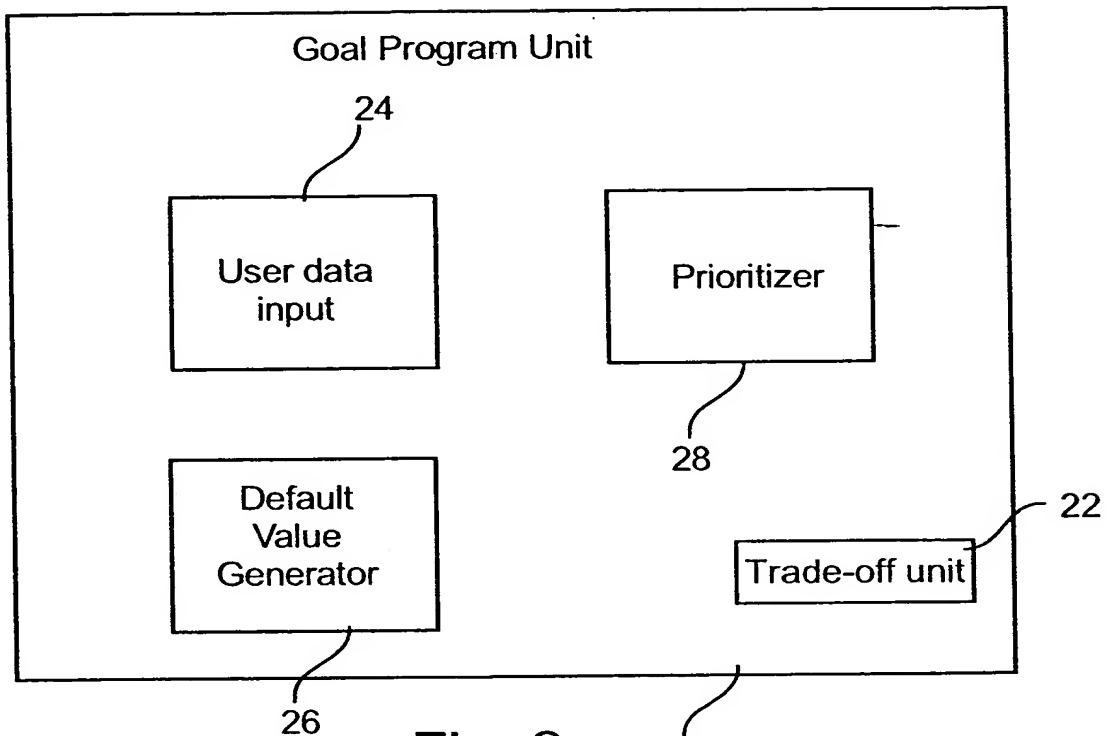 Goal Program Unit
24
User data
input
Prioritizer
28
Default
Value
Generator
22
Trade-off unit
26